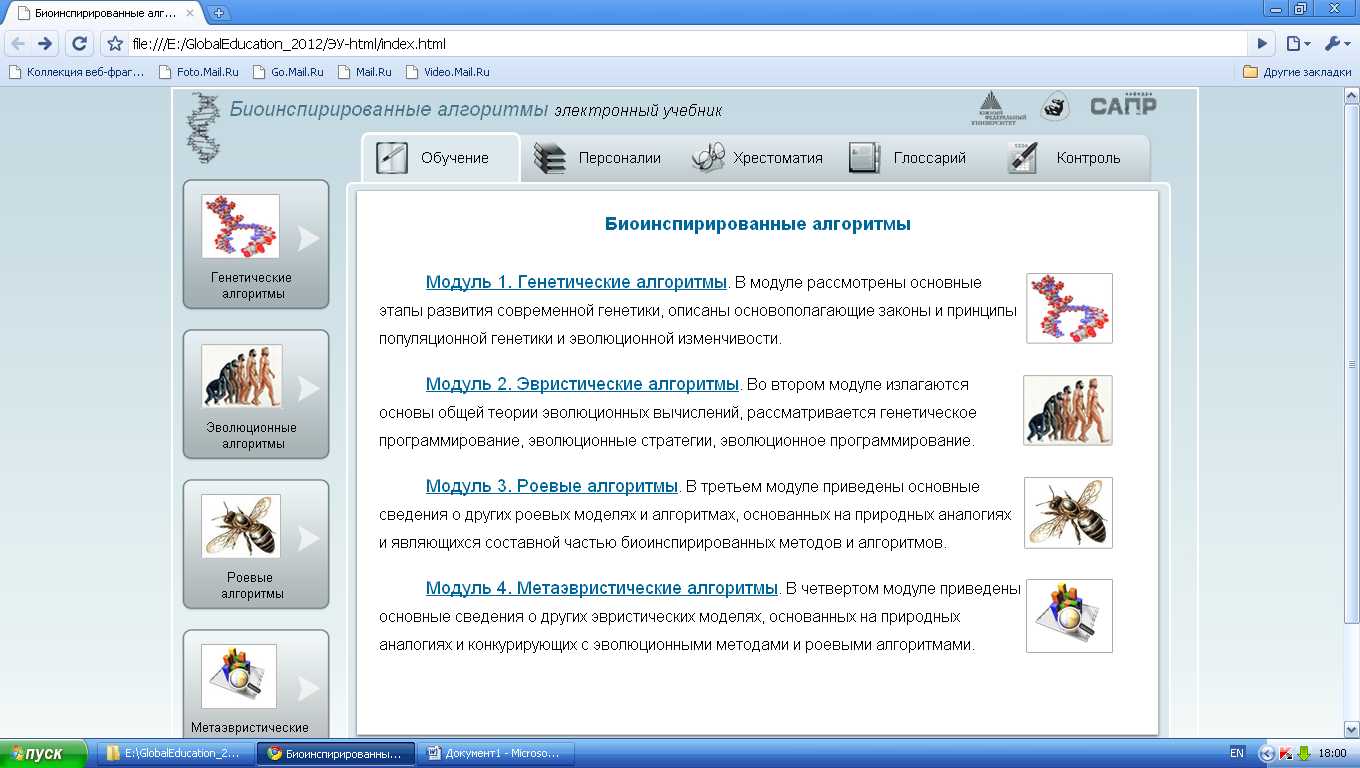 Биоинспирированные алг...
file:///E:/GlobalEducation_2012/ЭУ-html/index.html
Коллекция веб-фраг... Foto.Mail.Ru Go.Mail.Ru Mail.Ru Video.Mail.Ru Другие закладки
Биоинспирированные алгоритмы электронный учебник
ЮЖНЫЙ
ФЕДЕРАЛЬНЫЙ
УНИВЕРСИТЕТ
кафедра
САПР
Обучение Персоналии Хрестоматия Глоссарий Контроль
Генетические
алгоритмы
Эволюционные
алгоритмы
Роевые
алгоритмы
Метаэвристические
Биоинспирированные алгоритмы
Модуль 1. Генетические алгоритмы. В модуле рассмотрены основные
этапы развития современной генетики, описаны основополагающие законы и принципы
популяционной генетики и эволюционной изменчивости.
Модуль 2. Эвристические алгоритмы. Во втором модуле излагаются
основы общей теории эволюционных вычислений, рассматривается генетическое
программирование, эволюционные стратегии, эволюционное программирование.
Модуль 3. Роевые алгоритмы. В третьем модуле приведены основные
сведения о других роевых моделях и алгоритмах, основанных на природных аналогиях
и являющихся составной частью биоинспирированных методов и алгоритмов.
Модуль 4. Метаэвристические алгоритмы. В четвертом модуле приведены
основные сведения о других эвристических моделях, основанных на природных
аналогиях и конкурирующих с эволюционными методами и роевыми алгоритмами.
пуск E:\GlobalEducation_2... Биоинспирированны... Документ1 - Microso... EN 18:00